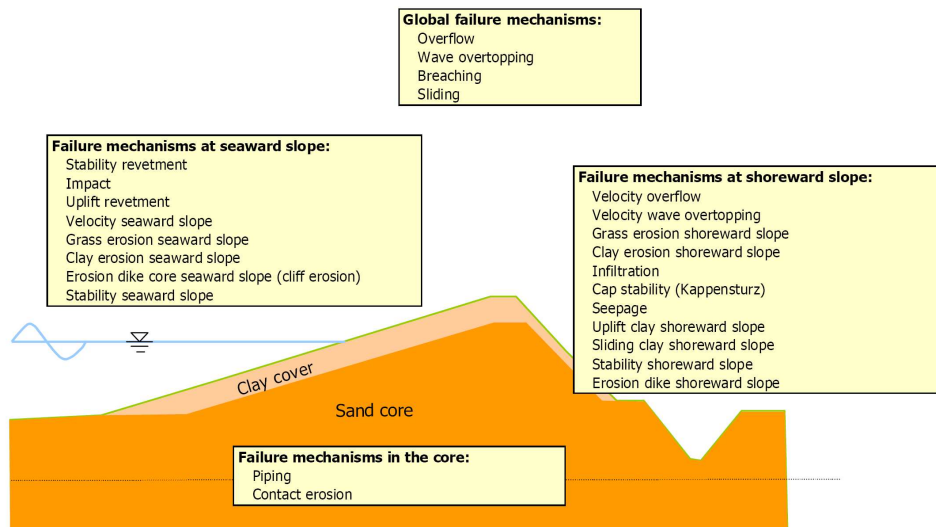 Global failure mechanisms:
Overflow
Wave overtopping
Breaching
Sliding
Failure mechanisms at seaward slope:
Stability revetment
Impact
Uplift revetment
Velocity seaward slope
Grass erosion seaward slope
Clay erosion seaward slope
Erosion dike core seaward slope (cliff erosion)
Stability seaward slope
Failure mechanisms at shoreward slope:
Velocity overflow
Velocity wave overtopping
Grass erosion shoreward slope
Clay erosion shoreward slope
Infiltration
Cap stability (Kappensturz)
Seepage
Uplift clay shoreward slope
Sliding clay shoreward slope
Stability shoreward slope
Erosion dike shoreward slope
Clay cover
Sand core
Failure mechanisms in the core:
Piping
Contact erosion